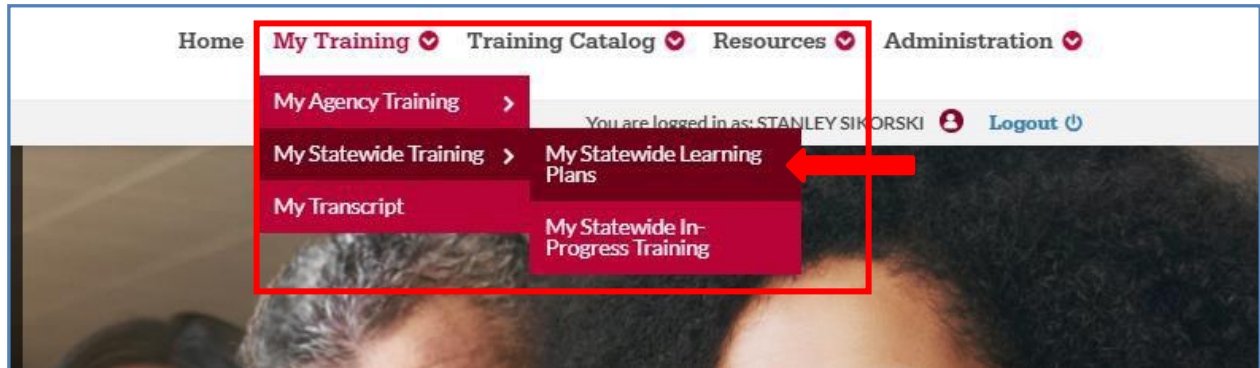 Home My Training Training Catalog Resources Administration
My Agency Training
You are logged in as: STANLEY SIKORSKI Logout
My Statewide Training
My Statewide Learning
Plans
My Transcript
My Statewide In-
Progress Training